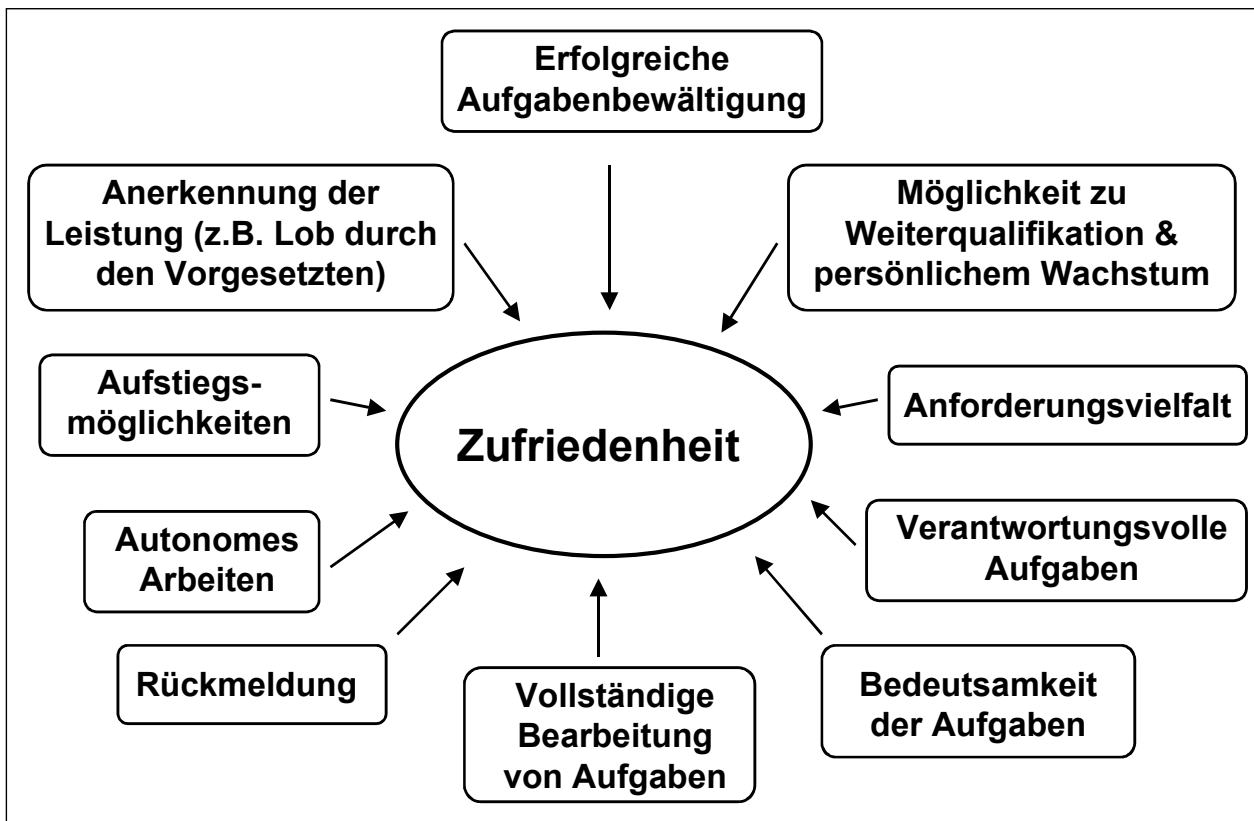 Erfolgreiche
Aufgabenbewältigung
Anerkennung der
Leistung (z.B. Lob durch
den Vorgesetzten)
Möglichkeit zu
Weiterqualifikation &
persönlichem Wachstum
Aufstiegs-
möglichkeiten
Anforderungsvielfalt
Zufriedenheit
Autonomes
Arbeiten
Verantwortungsvolle
Aufgaben
Rückmeldung
Vollständige
Bearbeitung
von Aufgaben
Bedeutsamkeit
der Aufgaben